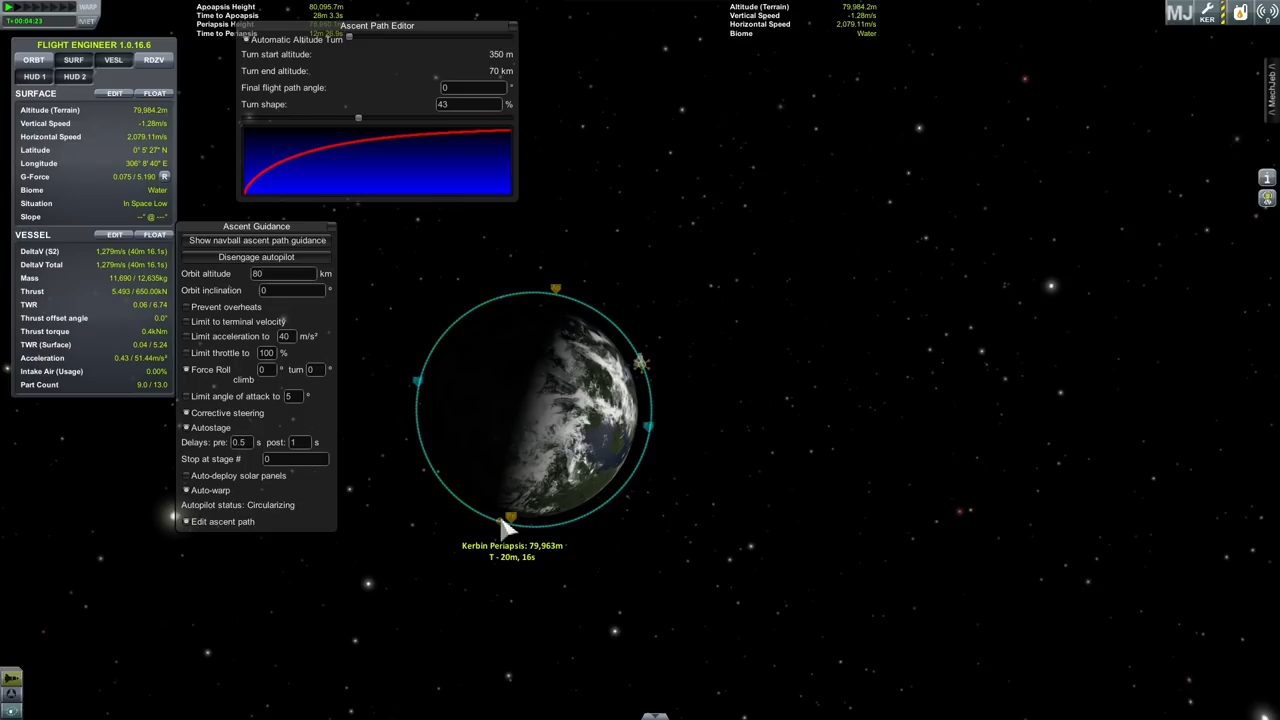 WARP
T+00:04:23
MET
Apoapsis Height 80,095.7m
Time to Apoapsis 28m 3.3s
Periapsis H
Time to Per
Altitude (Terrain) 79,984.2m
Vertical Speed -1.28m/s
Horizontal Speed 2,079.11m/s
Biome Water
MJ
KER
Λ MechJeb Λ
Ascent Path Editor
Automatic Altitude Turn
Turn start altitude: 350 m
Turn end altitude: 70 km
Final flight path angle: 0 °
Turn shape: 43 %
FLIGHT ENGINEER 1.0.16.6
ORBT SURF VESL RDZV
HUD 1 HUD 2
SURFACE EDIT FLOAT
Altitude (Terrain) 79,984.2m
Vertical Speed -1.28m/s
Horizontal Speed 2,079.11m/s
Latitude 0° 5' 27" N
Longitude 306° 8' 40" E
G-Force 0.075 / 5.190 R
Biome Water
Situation In Space Low
Slope --° @ ---°
VESSEL EDIT FLOAT
DeltaV (S2) 1,279m/s (40m 16.1s)
DeltaV Total 1,279m/s (40m 16.1s)
Mass 11,690 / 12,635kg
Thrust 5.493 / 650.00kN
TWR 0.06 / 6.74
Thrust offset angle 0.0°
Thrust torque 0.4kNm
TWR (Surface) 0.04 / 5.24
Acceleration 0.43 / 51.44m/s²
Intake Air (Usage) 0.00%
Part Count 9.0 / 13.0
Ascent Guidance
Show navball ascent path guidance
Disengage autopilot
Orbit altitude 80 km
Orbit inclination 0 °
Prevent overheats
Limit to terminal velocity
Limit acceleration to 40 m/s²
Limit throttle to 100 %
Force Roll 0 ° turn 0 °
climb
Limit angle of attack to 5 °
Corrective steering
Autostage
Delays: pre: 0.5 s post: 1 s
Stop at stage # 0
Auto-deploy solar panels
Auto-warp
Autopilot status: Circularizing
Edit ascent path
Kerbin Periapsis: 79,963m
T - 20m, 16s